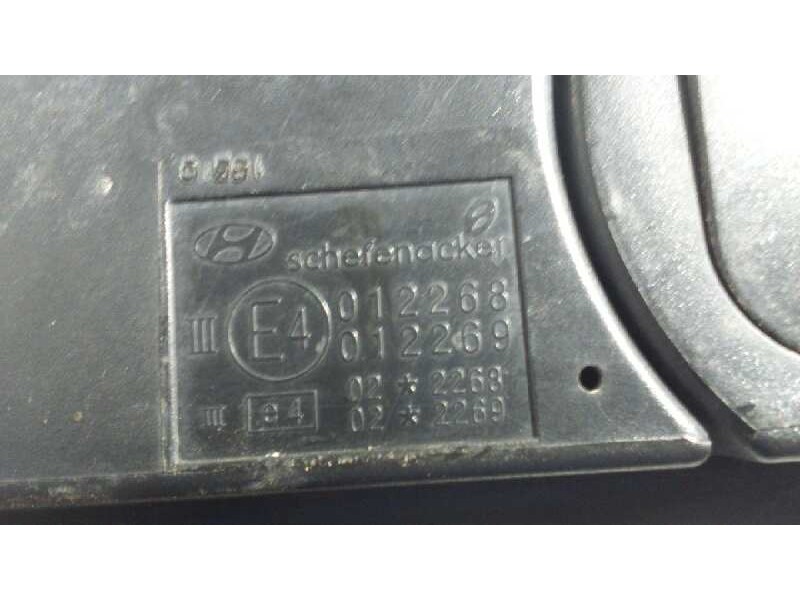 schefenacker
III E4 012268
012269
02 * 2268
III e4 02 * 2269